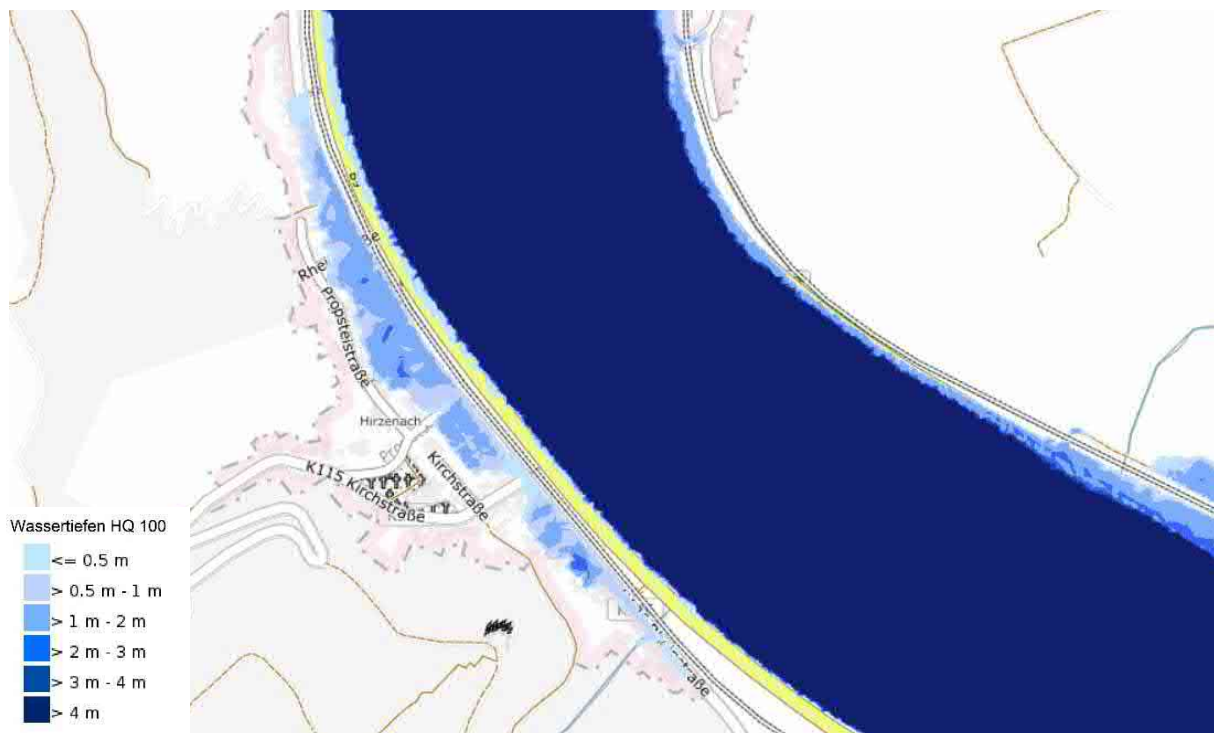 Rhei
Propsteistraße
Hirzenach
Kirchstraße
K115 Kirchstraße
Wassertiefen HQ 100
<= 0.5 m
> 0.5 m - 1 m
> 1 m - 2 m
> 2 m - 3 m
> 3 m - 4 m
> 4 m